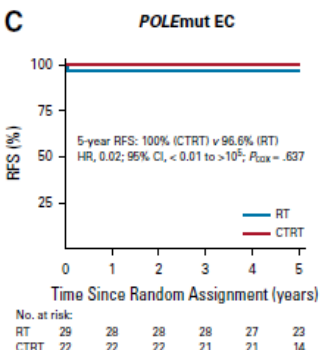 C
POLEmut EC
100
75
50
25
RFS (%)
5-year RFS: 100% (CTRT) v 96.6% (RT)
HR, 0.02; 95% CI, < 0.01 to >10⁵; Pcox = .637
RT
CTRT
0 1 2 3 4 5
Time Since Random Assignment (years)
No. at risk:
RT 29 28 28 28 27 23
CTRT 22 22 22 21 21 14